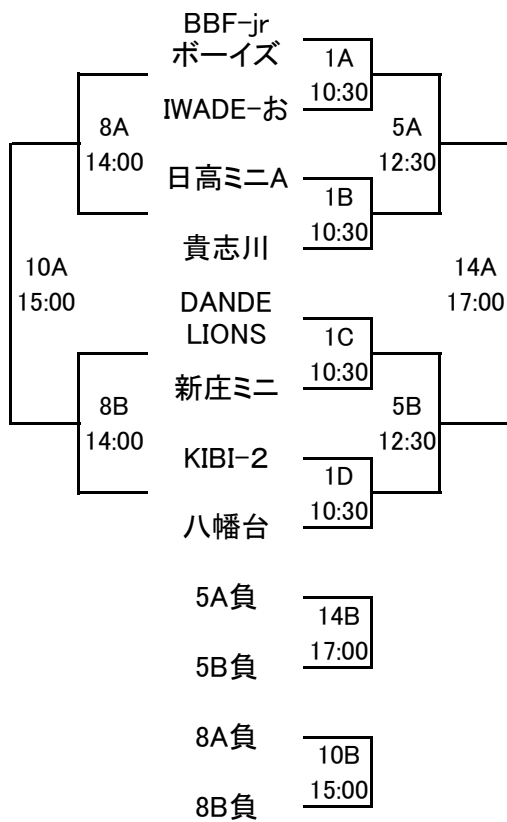 BBF-jr
ボーイズ
1A
10:30
IWADE-お
8A
14:00
5A
12:30
日高ミニA
1B
10:30
貴志川
10A
15:00
14A
17:00
DANDE
LIONS
1C
10:30
新庄ミニ
8B
14:00
5B
12:30
KIBI-2
1D
10:30
八幡台
5A負
14B
17:00
5B負
8A負
10B
15:00
8B負